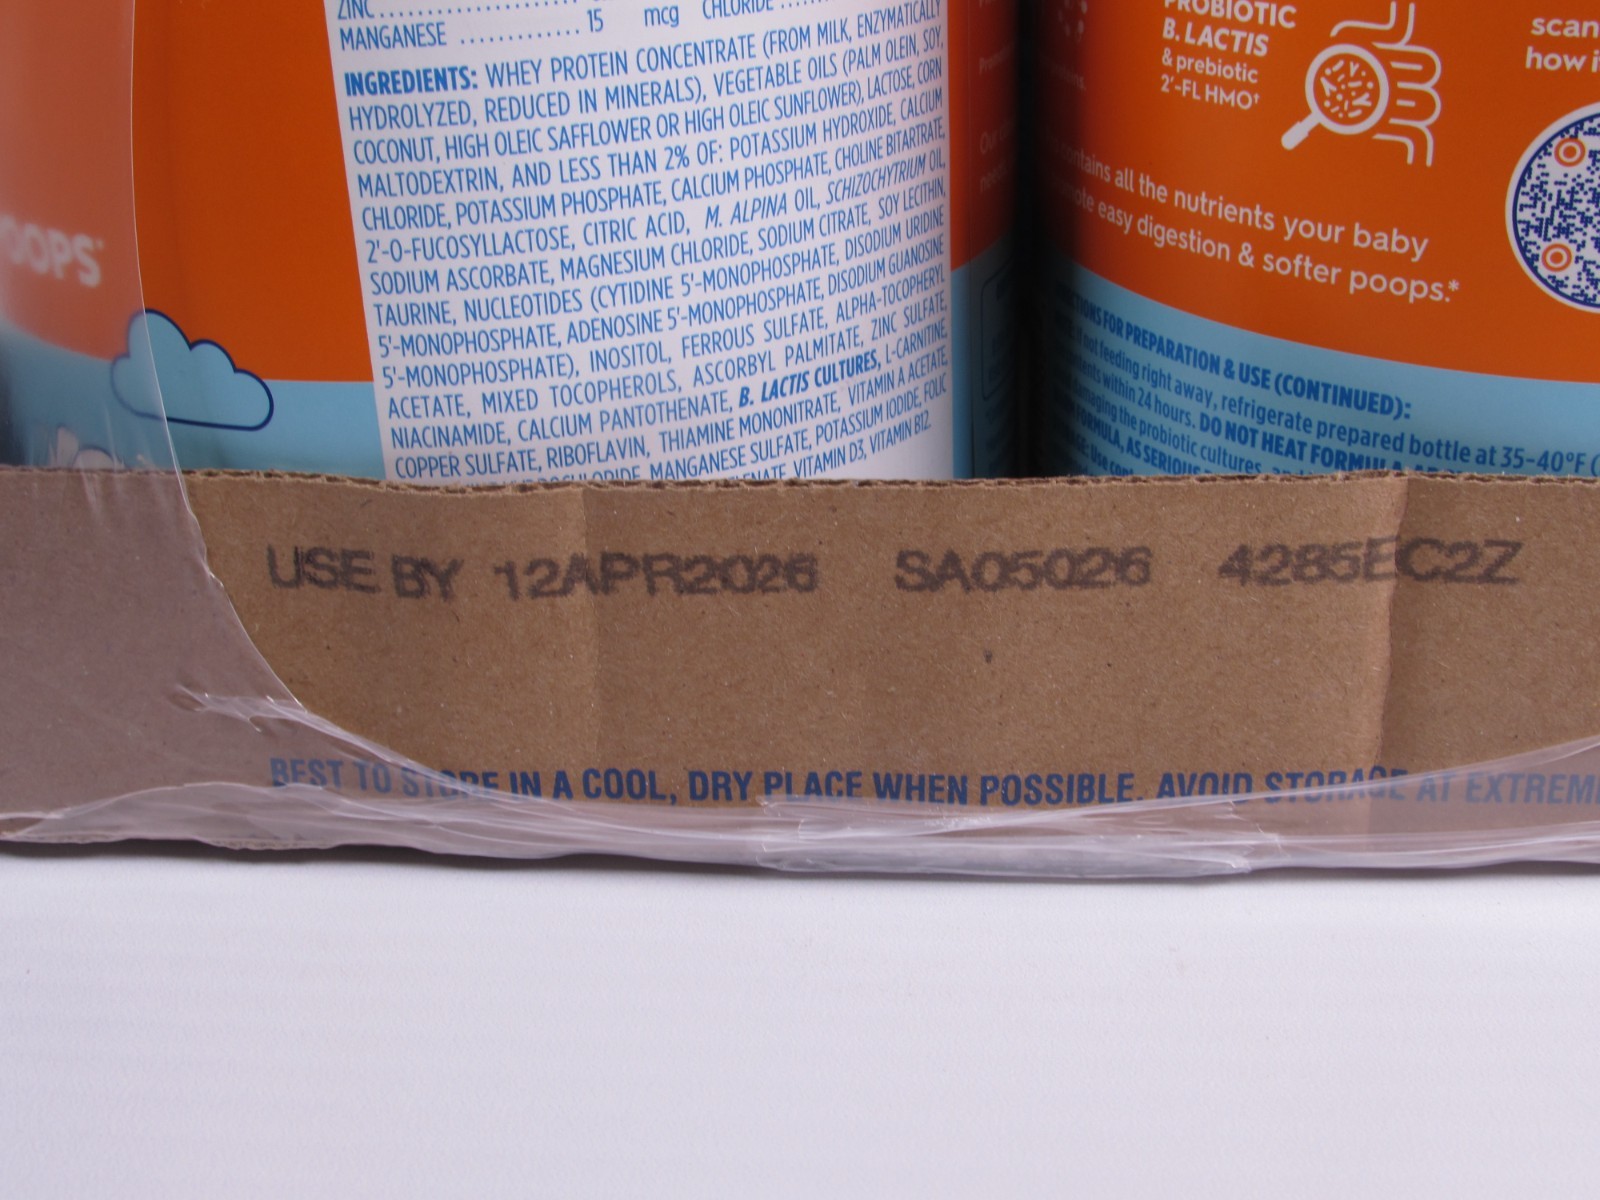 ZINC
MANGANESE ............. 15 mcg CHLORIDE
INGREDIENTS: WHEY PROTEIN CONCENTRATE (FROM MILK, ENZYMATICALLY
HYDROLYZED, REDUCED IN MINERALS), VEGETABLE OILS (PALM OLEIN, SOY,
COCONUT, HIGH OLEIC SAFFLOWER OR HIGH OLEIC SUNFLOWER), LACTOSE, CORN
MALTODEXTRIN, AND LESS THAN 2% OF: POTASSIUM HYDROXIDE, CALCIUM
CHLORIDE, POTASSIUM PHOSPHATE, CALCIUM PHOSPHATE, CHOLINE BITARTRATE,
2'-O-FUCOSYLLACTOSE, CITRIC ACID, M. ALPINA OIL, SCHIZOCHYTRIUM OIL,
SODIUM ASCORBATE, MAGNESIUM CHLORIDE, SODIUM CITRATE, SOY LECITHIN,
TAURINE, NUCLEOTIDES (CYTIDINE 5'-MONOPHOSPHATE, DISODIUM URIDINE
5'-MONOPHOSPHATE, ADENOSINE 5'-MONOPHOSPHATE, DISODIUM GUANOSINE
5'-MONOPHOSPHATE), INOSITOL, FERROUS SULFATE, ALPHA-TOCOPHERYL
ACETATE, MIXED TOCOPHEROLS, ASCORBYL PALMITATE, ZINC SULFATE,
NIACINAMIDE, CALCIUM PANTOTHENATE, B. LACTIS CULTURES, L-CARNITINE,
COPPER SULFATE, RIBOFLAVIN, THIAMINE MONONITRATE, VITAMIN A ACETATE,
MANGANESE SULFATE, POTASSIUM IODIDE, FOLIC
VITAMIN D3, VITAMIN B12.
POOPS
PROBIOTIC
B. LACTIS
& prebiotic
2'-FL HMO†
scan
how i
contains all the nutrients your baby
easy digestion & softer poops.*
FOR PREPARATION & USE (CONTINUED):
feeding right away, refrigerate prepared bottle at 35–40°F (
within 24 hours. DO NOT HEAT FORMULA
damaging the probiotic cultures
FORMULA, AS SERIOUS
USE BY 12APR2026 SA05026 4285EC2Z
BEST TO STORE IN A COOL, DRY PLACE WHEN POSSIBLE. AVOID STORAGE AT EXTREM